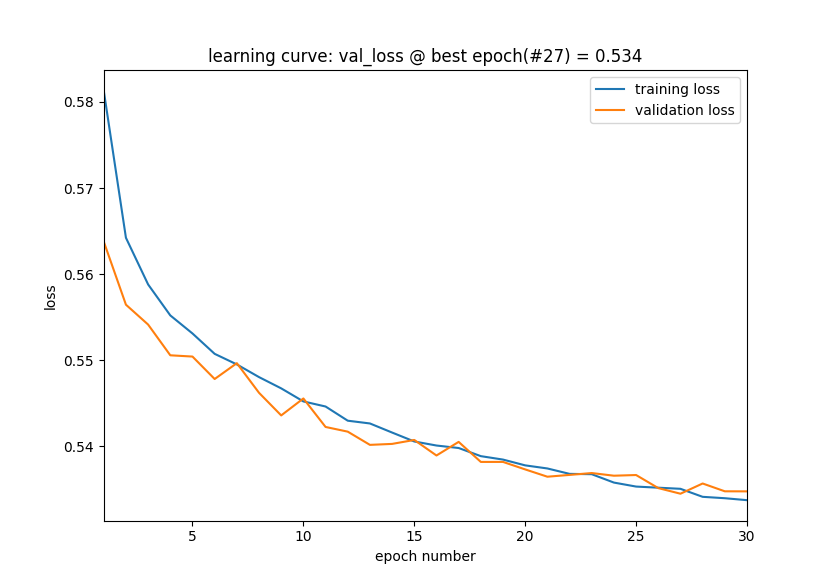 learning curve: val_loss @ best epoch(#27) = 0.534
training loss
validation loss
0.58
0.57
0.56
0.55
0.54
loss
5
10
15
20
25
30
epoch number